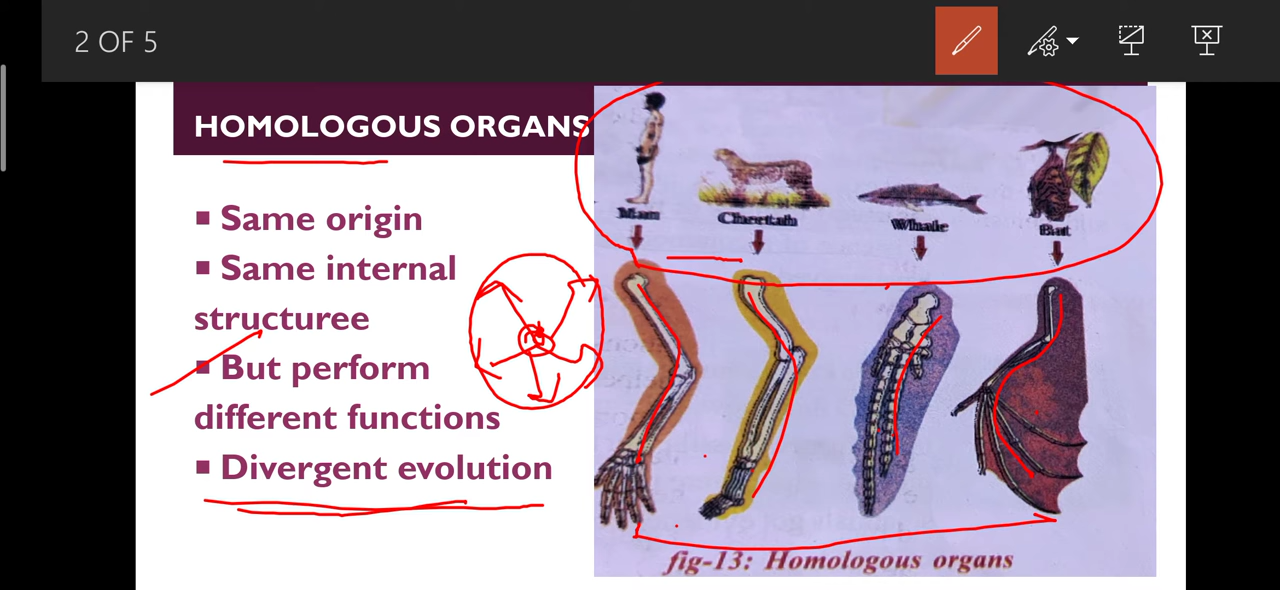 2 OF 5
HOMOLOGOUS ORGANS
▪ Same origin
▪ Same internal
structuree
▪ But perform
different functions
▪ Divergent evolution
Man
Cheetah
Whale
Bat
fig-13: Homologous organs